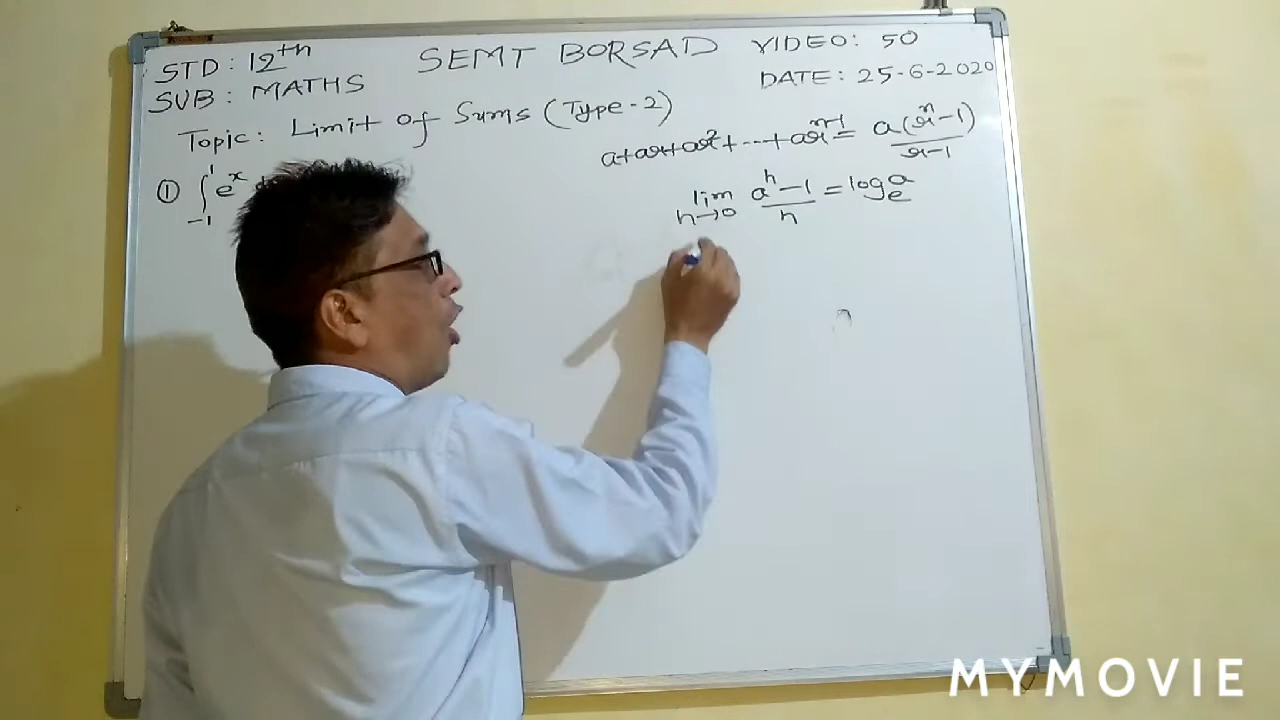 STD: 12th SEMT BORSAD VIDEO: 50
SUB: MATHS DATE: 25-6-2020
Topic: Limit Of Sums (Type-2)
a+ar+ar²+---+arⁿ⁻¹= a(rⁿ-1)/r-1
① ∫₋₁¹ eˣ
lim h→0 aʰ-1/h = logₑa
MYMOVIE